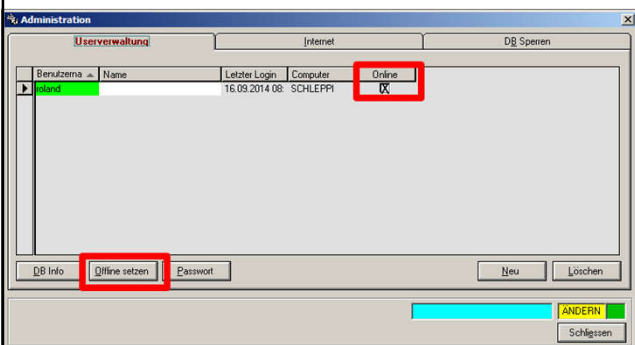 Administration
Userverwaltung Internet DB Sperren
Benutzerna Name Letzter Login Computer Online
roland 16.09.2014 08: SCHLEPPI X
DB Info Offline setzen Passwort Neu Löschen
ÄNDERN
Schliessen